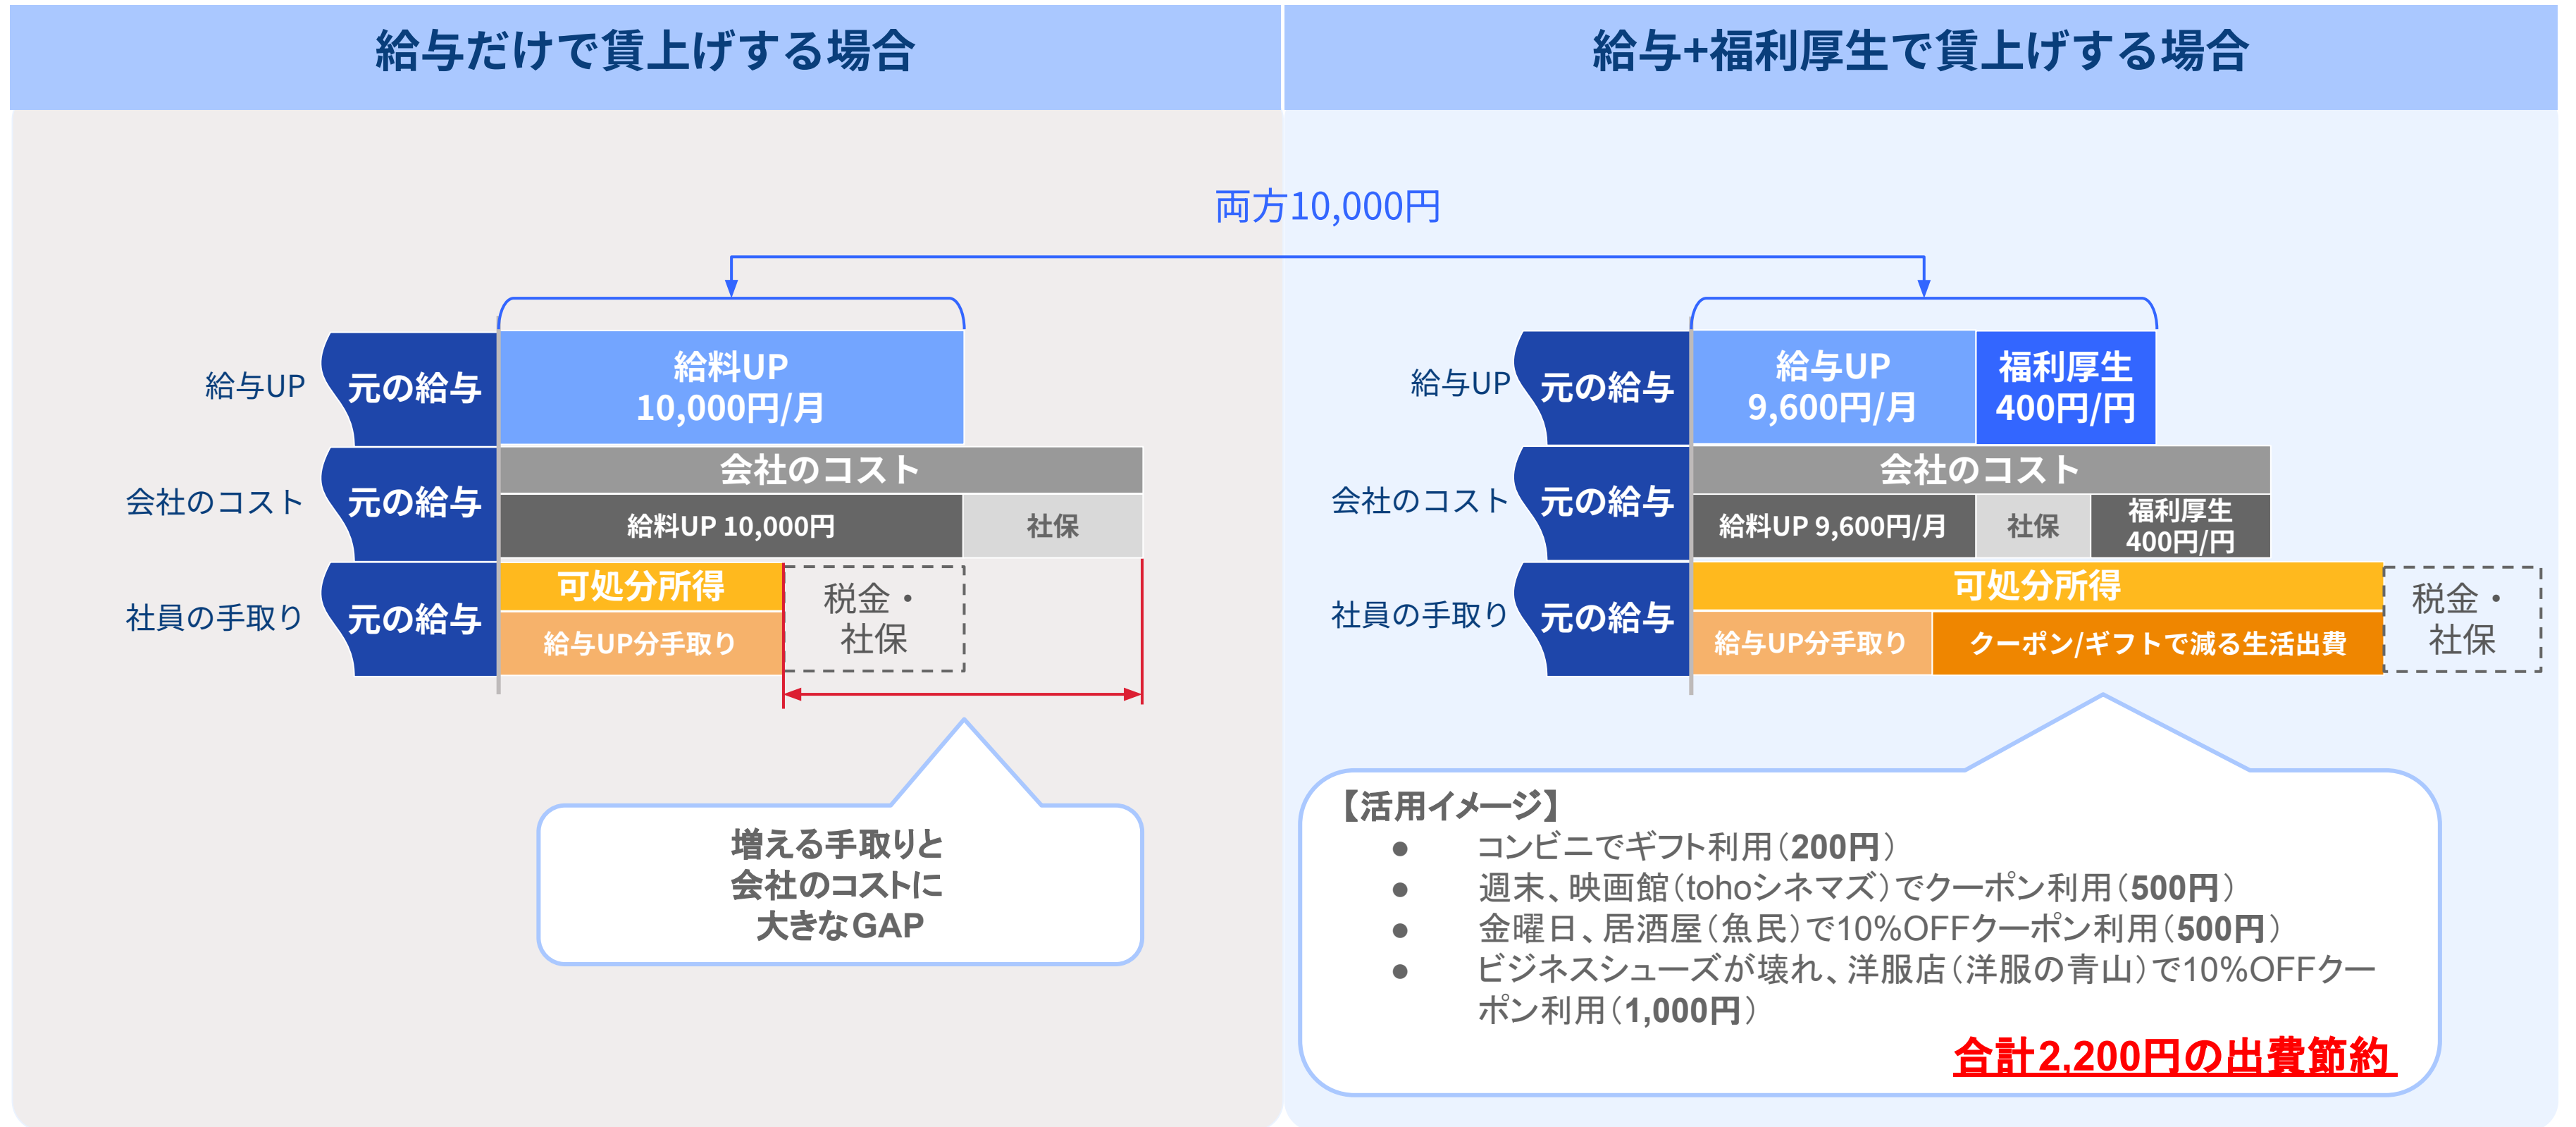 給与だけで賃上げする場合
給与+福利厚生で賃上げする場合
両方10,000円
給与UP
元の給与
給料UP
10,000円/月
会社のコスト
元の給与
会社のコスト
給料UP 10,000円
社保
社員の手取り
元の給与
可処分所得
給与UP分手取り
税金・
社保
増える手取りと
会社のコストに
大きなGAP
給与UP
元の給与
給与UP
9,600円/月
福利厚生
400円/円
会社のコスト
元の給与
会社のコスト
給料UP 9,600円/月
社保
福利厚生
400円/円
社員の手取り
元の給与
可処分所得
給与UP分手取り
クーポン/ギフトで減る生活出費
税金・
社保
【活用イメージ】
● コンビニでギフト利用（200円）
● 週末、映画館（tohoシネマズ）でクーポン利用（500円）
● 金曜日、居酒屋（魚民）で10%OFFクーポン利用（500円）
● ビジネスシューズが壊れ、洋服店（洋服の青山）で10%OFFクー
ポン利用（1,000円）
合計2,200円の出費節約